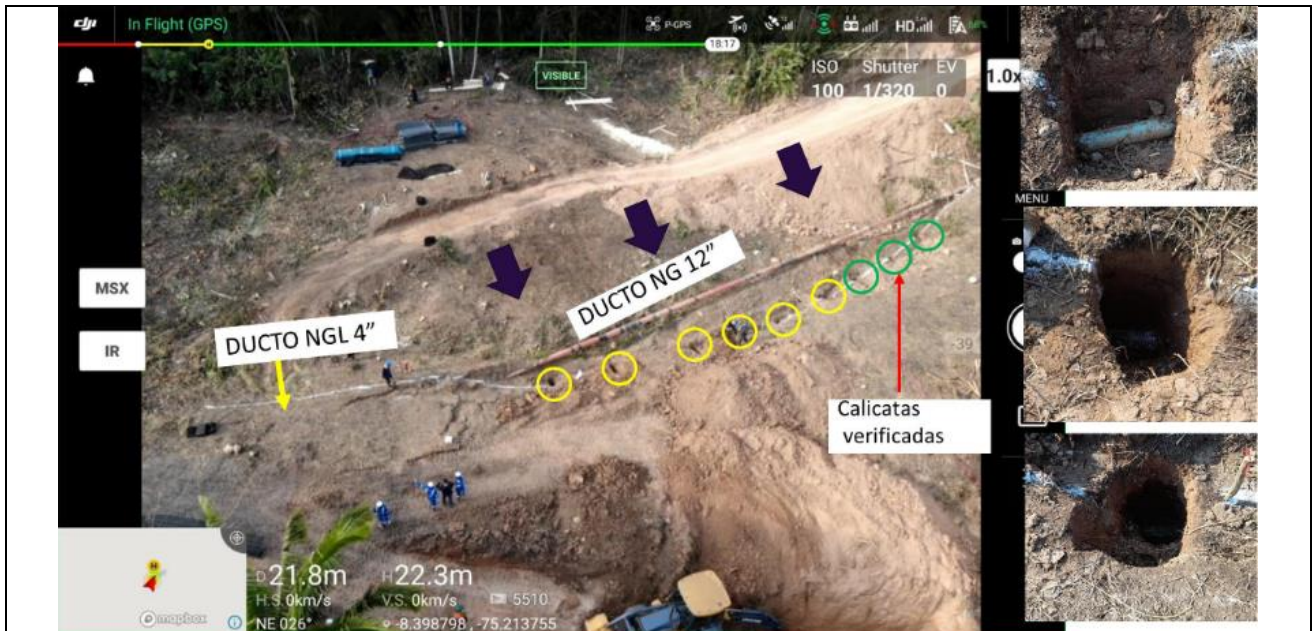 dji
In Flight (GPS)
P-GPS
HD
18:17
VISIBLE
ISO Shutter EV
100 1/320 0
1.0x
MENU
MSX
IR
DUCTO NG 12”
DUCTO NGL 4”
-39
Calicatas
verificadas
D 21.8m H 22.3m
H.S. 0km/s V.S. 0km/s 5510
NE 026° -8.398798 , -75.213755
mapbox